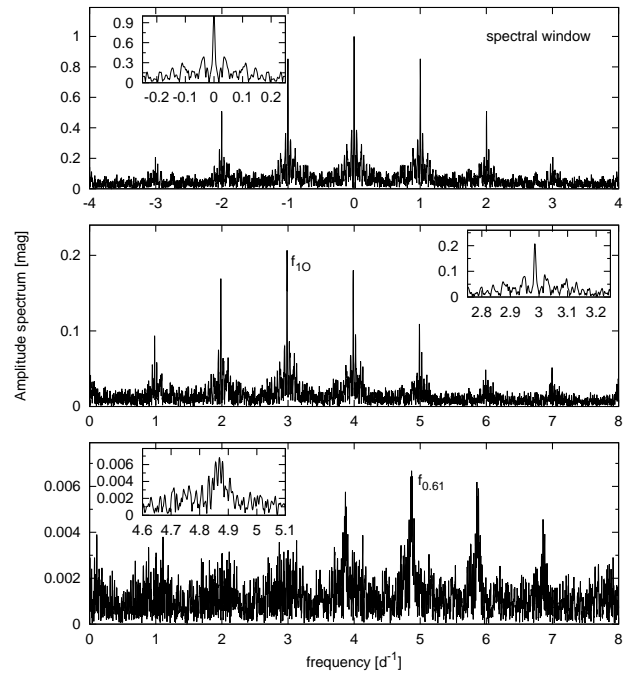 spectral window
1
0.8
0.6
0.4
0.2
0
-4 -3 -2 -1 0 1 2 3 4
0.9
0.6
0.3
0
-0.2 -0.1 0 0.1 0.2
Amplitude spectrum [mag]
f1O
0.2
0.1
0
0 1 2 3 4 5 6 7 8
0.2
0.1
0
2.8 2.9 3 3.1 3.2
f0.61
0.006
0.004
0.002
0
0 1 2 3 4 5 6 7 8
0.006
0.004
0.002
0
4.6 4.7 4.8 4.9 5 5.1
frequency [d-1]